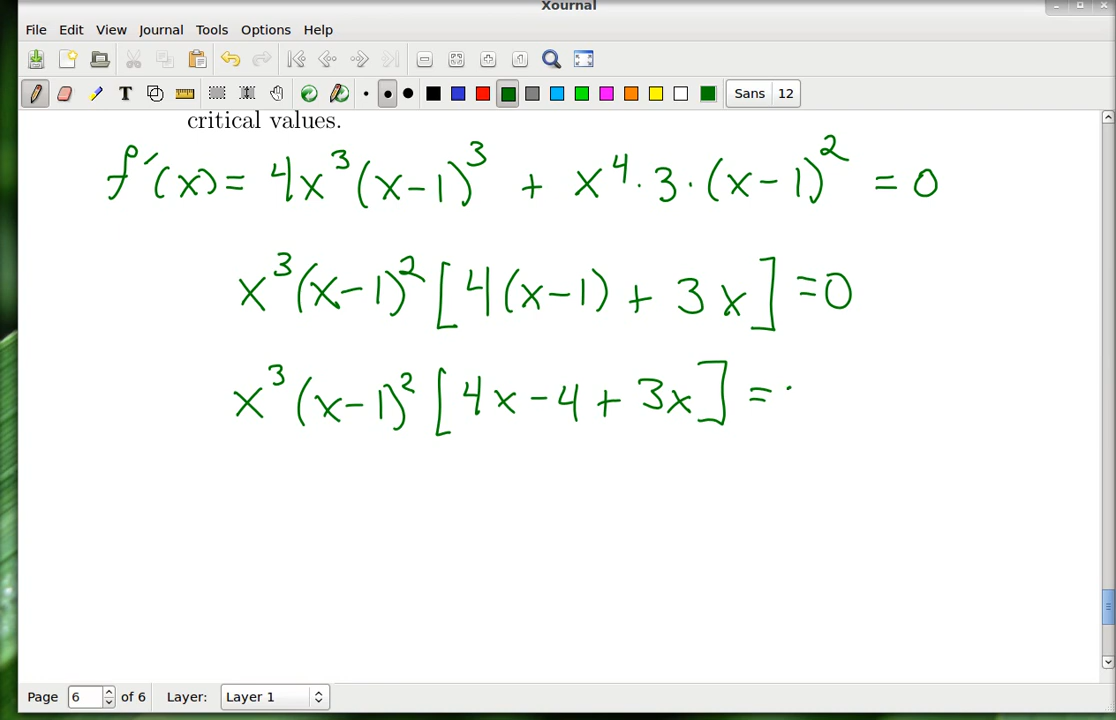 Xournal
File Edit View Journal Tools Options Help
Sans 12
critical values.
f'(x) = 4x³(x-1)³ + x⁴·3·(x-1)² = 0
x³(x-1)²[4(x-1) + 3x] = 0
x³(x-1)²[4x-4+3x] =
Page 6 of 6 Layer: Layer 1